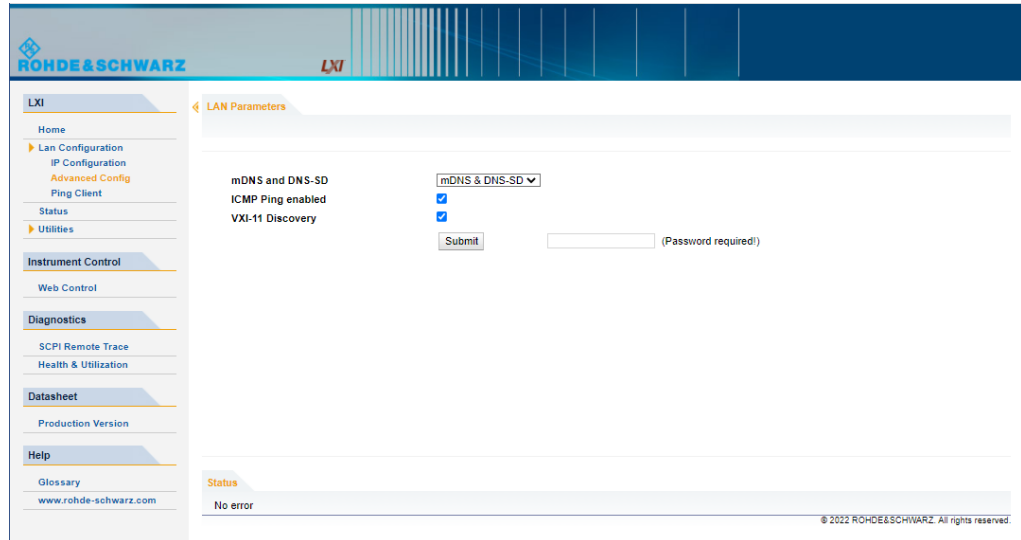 ROHDE&SCHWARZ
LXI
LXI
Home
Lan Configuration
IP Configuration
Advanced Config
Ping Client
Status
Utilities
Instrument Control
Web Control
Diagnostics
SCPI Remote Trace
Health & Utilization
Datasheet
Production Version
Help
Glossary
www.rohde-schwarz.com
LAN Parameters
mDNS and DNS-SD mDNS & DNS-SD
ICMP Ping enabled
VXI-11 Discovery
Submit (Password required!)
Status
No error
© 2022 ROHDE&SCHWARZ. All rights reserved.